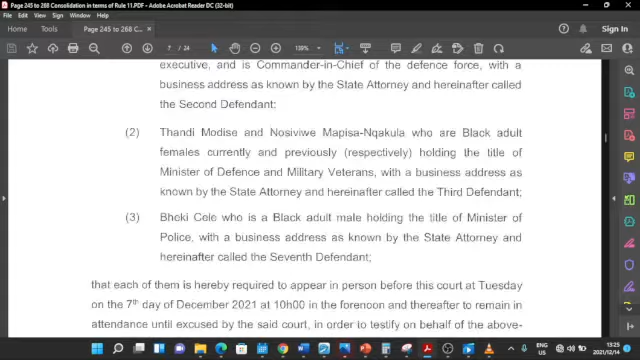 Page 245 to 268 Consolidation in terms of Rule 11.PDF - Adobe Acrobat Reader DC (32-bit)
File Edit View Sign Window Help
Home Tools Page 245 to 268 Co... × Sign In
/ 24 139%
executive, and is Commander-in-Chief of the defence force, with a
business address as known by the State Attorney and hereinafter called
the Second Defendant;
(2) Thandi Modise and Nosiviwe Mapisa-Nqakula who are Black adult
females currently and previously (respectively) holding the title of
Minister of Defence and Military Veterans, with a business address as
known by the State Attorney and hereinafter called the Third Defendant;
(3) Bheki Cele who is a Black adult male holding the title of Minister of
Police, with a business address as known by the State Attorney and
hereinafter called the Seventh Defendant;
that each of them is hereby required to appear in person before this court at Tuesday
on the 7th day of December 2021 at 10h00 in the forenoon and thereafter to remain in
attendance until excused by the said court, in order to testify on behalf of the above-
ENG
13:25
2021/12/14